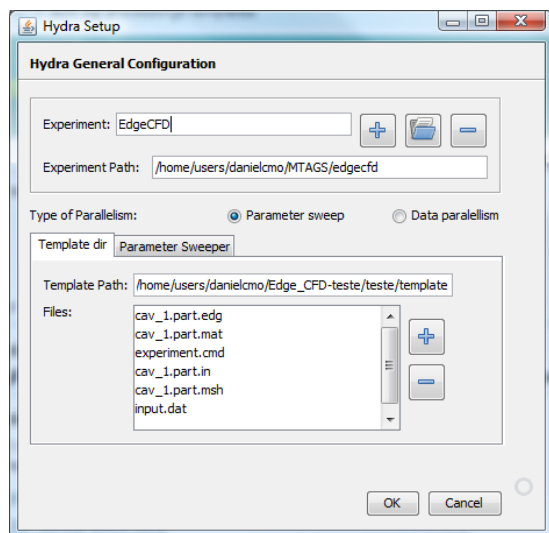 Hydra Setup
Hydra General Configuration
Experiment: EdgeCFD
Experiment Path: /home/users/danielcmo/MTAGS/edgecfd
Type of Parallelism: Parameter sweep Data paralellism
Template dir Parameter Sweeper
Template Path: /home/users/danielcmo/Edge_CFD-teste/teste/template
Files:
cav_1.part.edg
cav_1.part.mat
experiment.cmd
cav_1.part.in
cav_1.part.msh
input.dat
OK Cancel